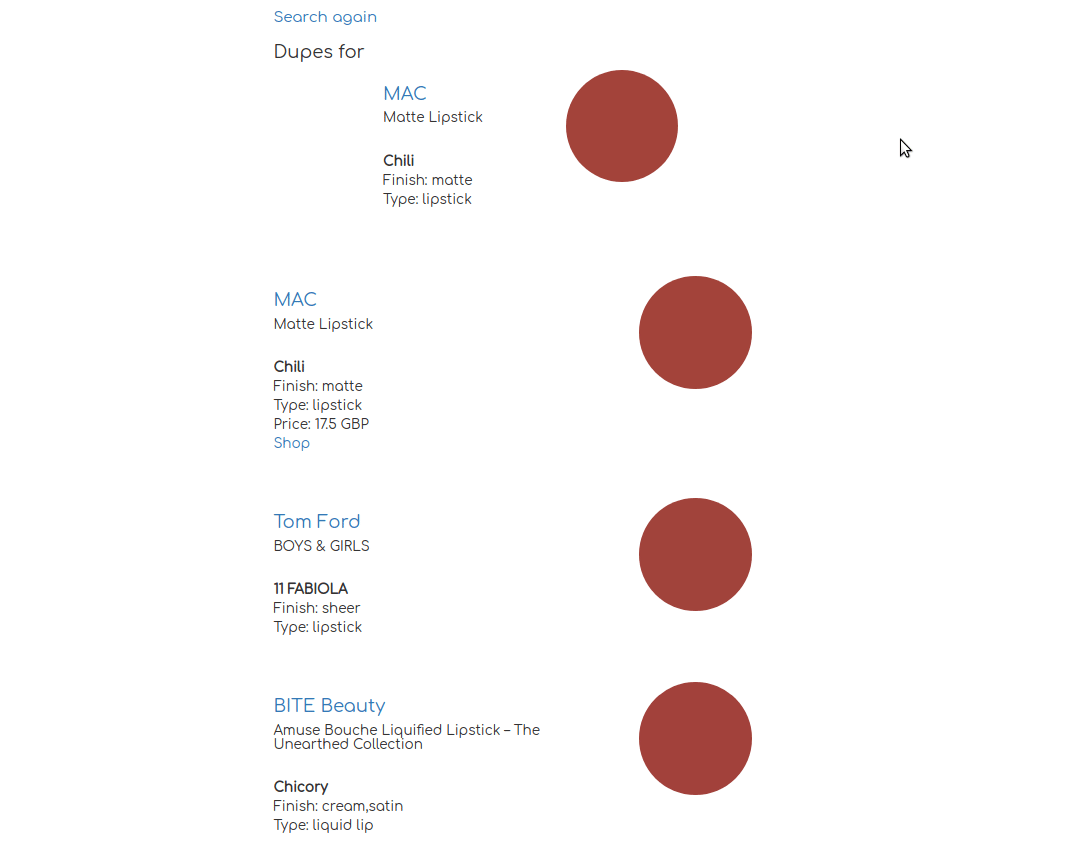 Search again
Dupes for
MAC
Matte Lipstick
Chili
Finish: matte
Type: lipstick
MAC
Matte Lipstick
Chili
Finish: matte
Type: lipstick
Price: 17.5 GBP
Shop
Tom Ford
BOYS & GIRLS
11 FABIOLA
Finish: sheer
Type: lipstick
BITE Beauty
Amuse Bouche Liquified Lipstick – The
Unearthed Collection
Chicory
Finish: cream,satin
Type: liquid lip